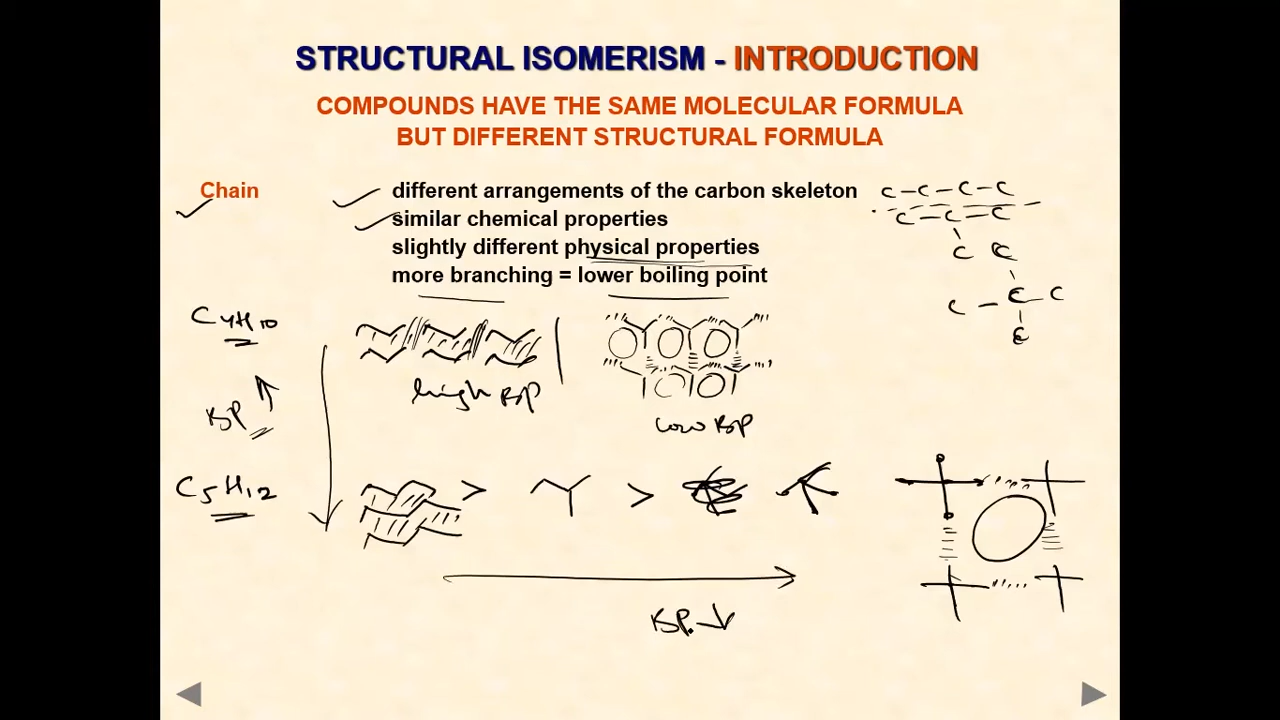 STRUCTURAL ISOMERISM - INTRODUCTION
COMPOUNDS HAVE THE SAME MOLECULAR FORMULA
BUT DIFFERENT STRUCTURAL FORMULA
Chain
different arrangements of the carbon skeleton
similar chemical properties
slightly different physical properties
more branching = lower boiling point
C-C-C-C
C-C-C
C
C
C-C-C
C
C4H10
BP
C5H12
high BP
low BP
> >
BP